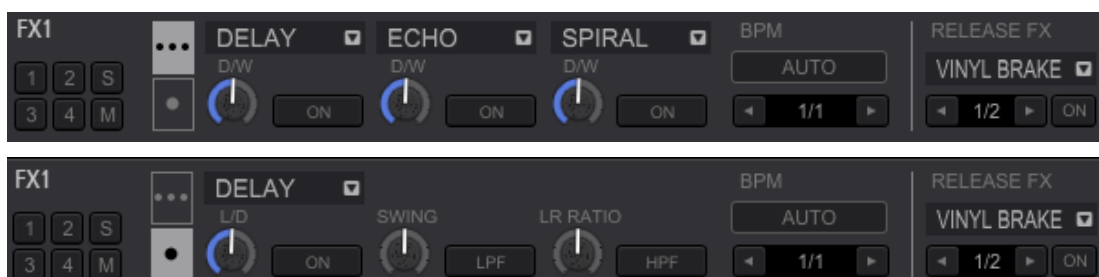 FX1 DELAY ECHO SPIRAL BPM RELEASE FX
D/W D/W D/W AUTO VINYL BRAKE
1 2 S
3 4 M ON ON ON 1/1 1/2 ON
FX1 DELAY BPM RELEASE FX
L/D SWING LR RATIO AUTO VINYL BRAKE
1 2 S
3 4 M ON LPF HPF 1/1 1/2 ON